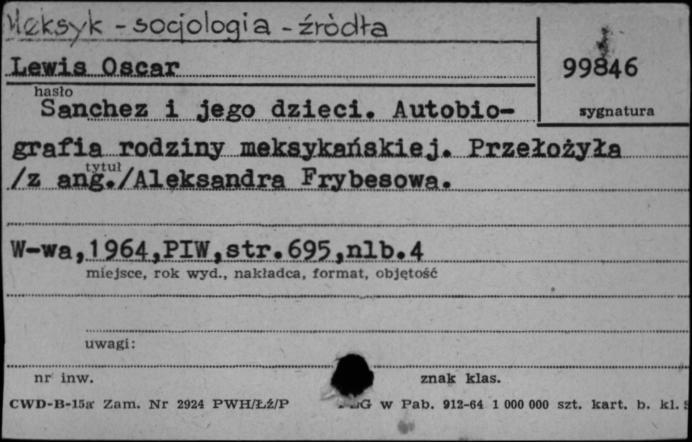 Meksyk - socjologia - źródła
Lewis Oscar
99846
hasło
sygnatura
Sanchez i jego dzieci. Autobio-
grafia rodziny meksykańskiej. Przełożyła
tytuł
/z ang./Aleksandra Frybesowa.
W-wa,1964,PIW,str.695,nlb.4
miejsce, rok wyd., nakładca, format, objętość
uwagi:
nr inw.
znak klas.
CWD-B-15a Zam. Nr 2924 PWH/Łź/P
w Pab. 912-64 1 000 000 szt. kart. b. kl.